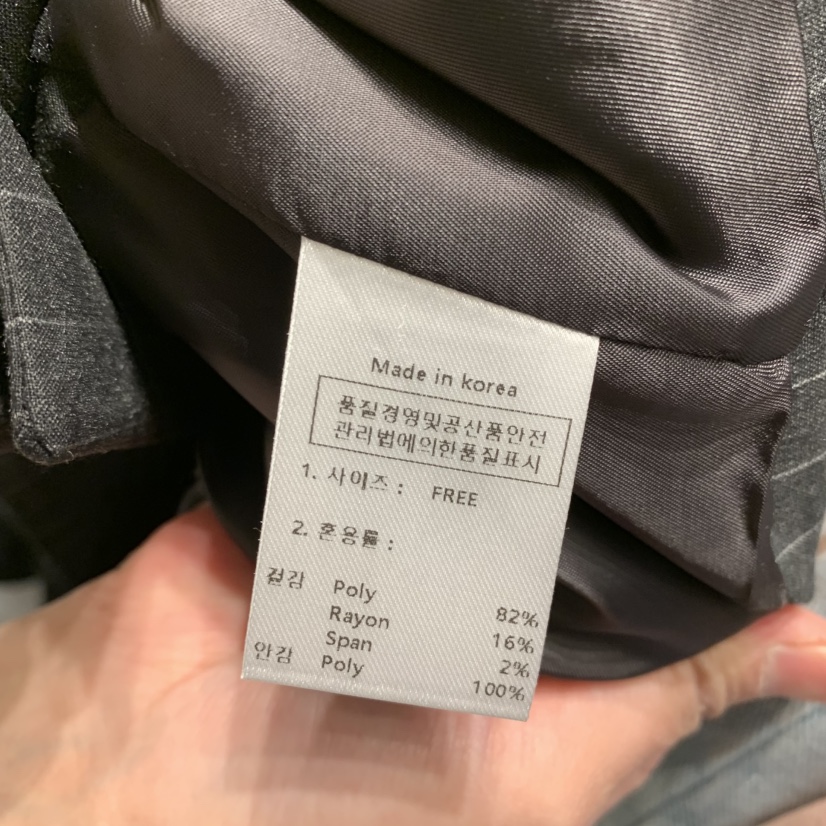 Made in korea
품질경영및공산품안전
관리법에의한품질표시
1. 사이즈 : FREE
2. 혼용률 :
겉감 Poly 82%
Rayon 16%
Span 2%
안감 Poly 100%